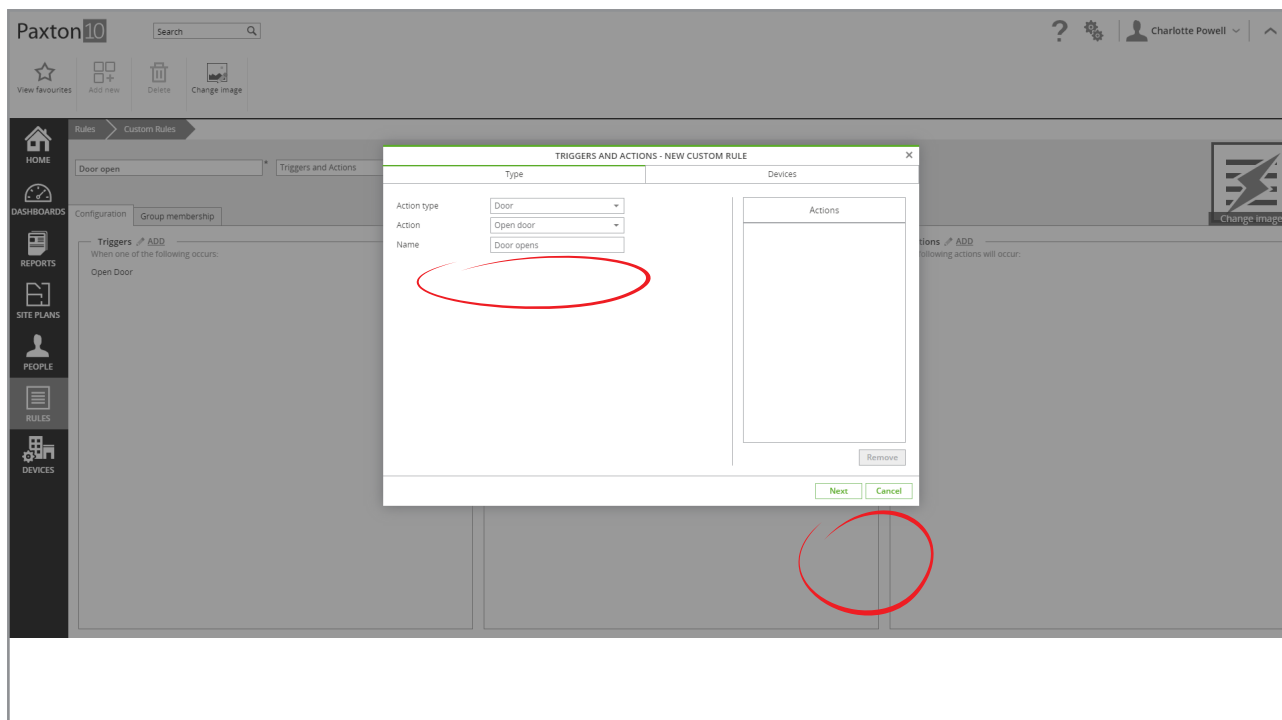 Paxton 10
Search
Charlotte Powell
View favourites
Add new
Delete
Change image
Rules
Custom Rules
HOME
DASHBOARDS
REPORTS
SITE PLANS
PEOPLE
RULES
DEVICES
Door open
*
Triggers and Actions
Change image
Configuration
Group membership
Triggers ADD
When one of the following occurs:
Open Door
tions ADD
following actions will occur:
TRIGGERS AND ACTIONS - NEW CUSTOM RULE
Type
Devices
Action type
Door
Action
Open door
Name
Door opens
Actions
Remove
Next
Cancel